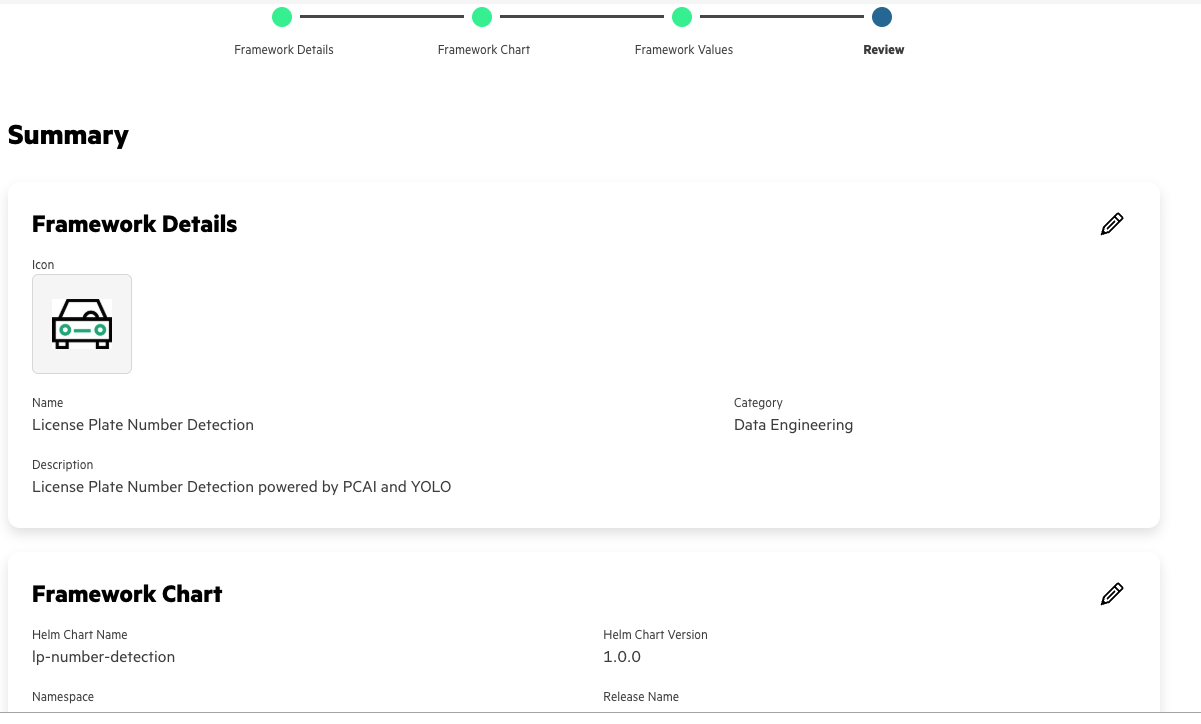 Framework Details
Framework Chart
Framework Values
Review
Summary
Framework Details
Icon
Name
Category
License Plate Number Detection
Data Engineering
Description
License Plate Number Detection powered by PCAI and YOLO
Framework Chart
Helm Chart Name
Helm Chart Version
lp-number-detection
1.0.0
Namespace
Release Name